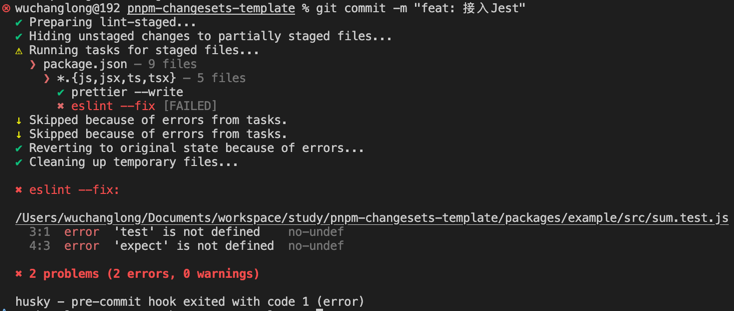 wuchanglong@192 pnpm-changesets-template % git commit -m "feat: 接入Jest"
✔ Preparing lint-staged...
✔ Hiding unstaged changes to partially staged files...
⚠ Running tasks for staged files...
❯ package.json — 9 files
❯ *.{js,jsx,ts,tsx} — 5 files
✔ prettier --write
✖ eslint --fix [FAILED]
↓ Skipped because of errors from tasks.
↓ Skipped because of errors from tasks.
✔ Reverting to original state because of errors...
✔ Cleaning up temporary files...
✖ eslint --fix:
/Users/wuchanglong/Documents/workspace/study/pnpm-changesets-template/packages/example/src/sum.test.js
3:1 error 'test' is not defined no-undef
4:3 error 'expect' is not defined no-undef
✖ 2 problems (2 errors, 0 warnings)
husky - pre-commit hook exited with code 1 (error)